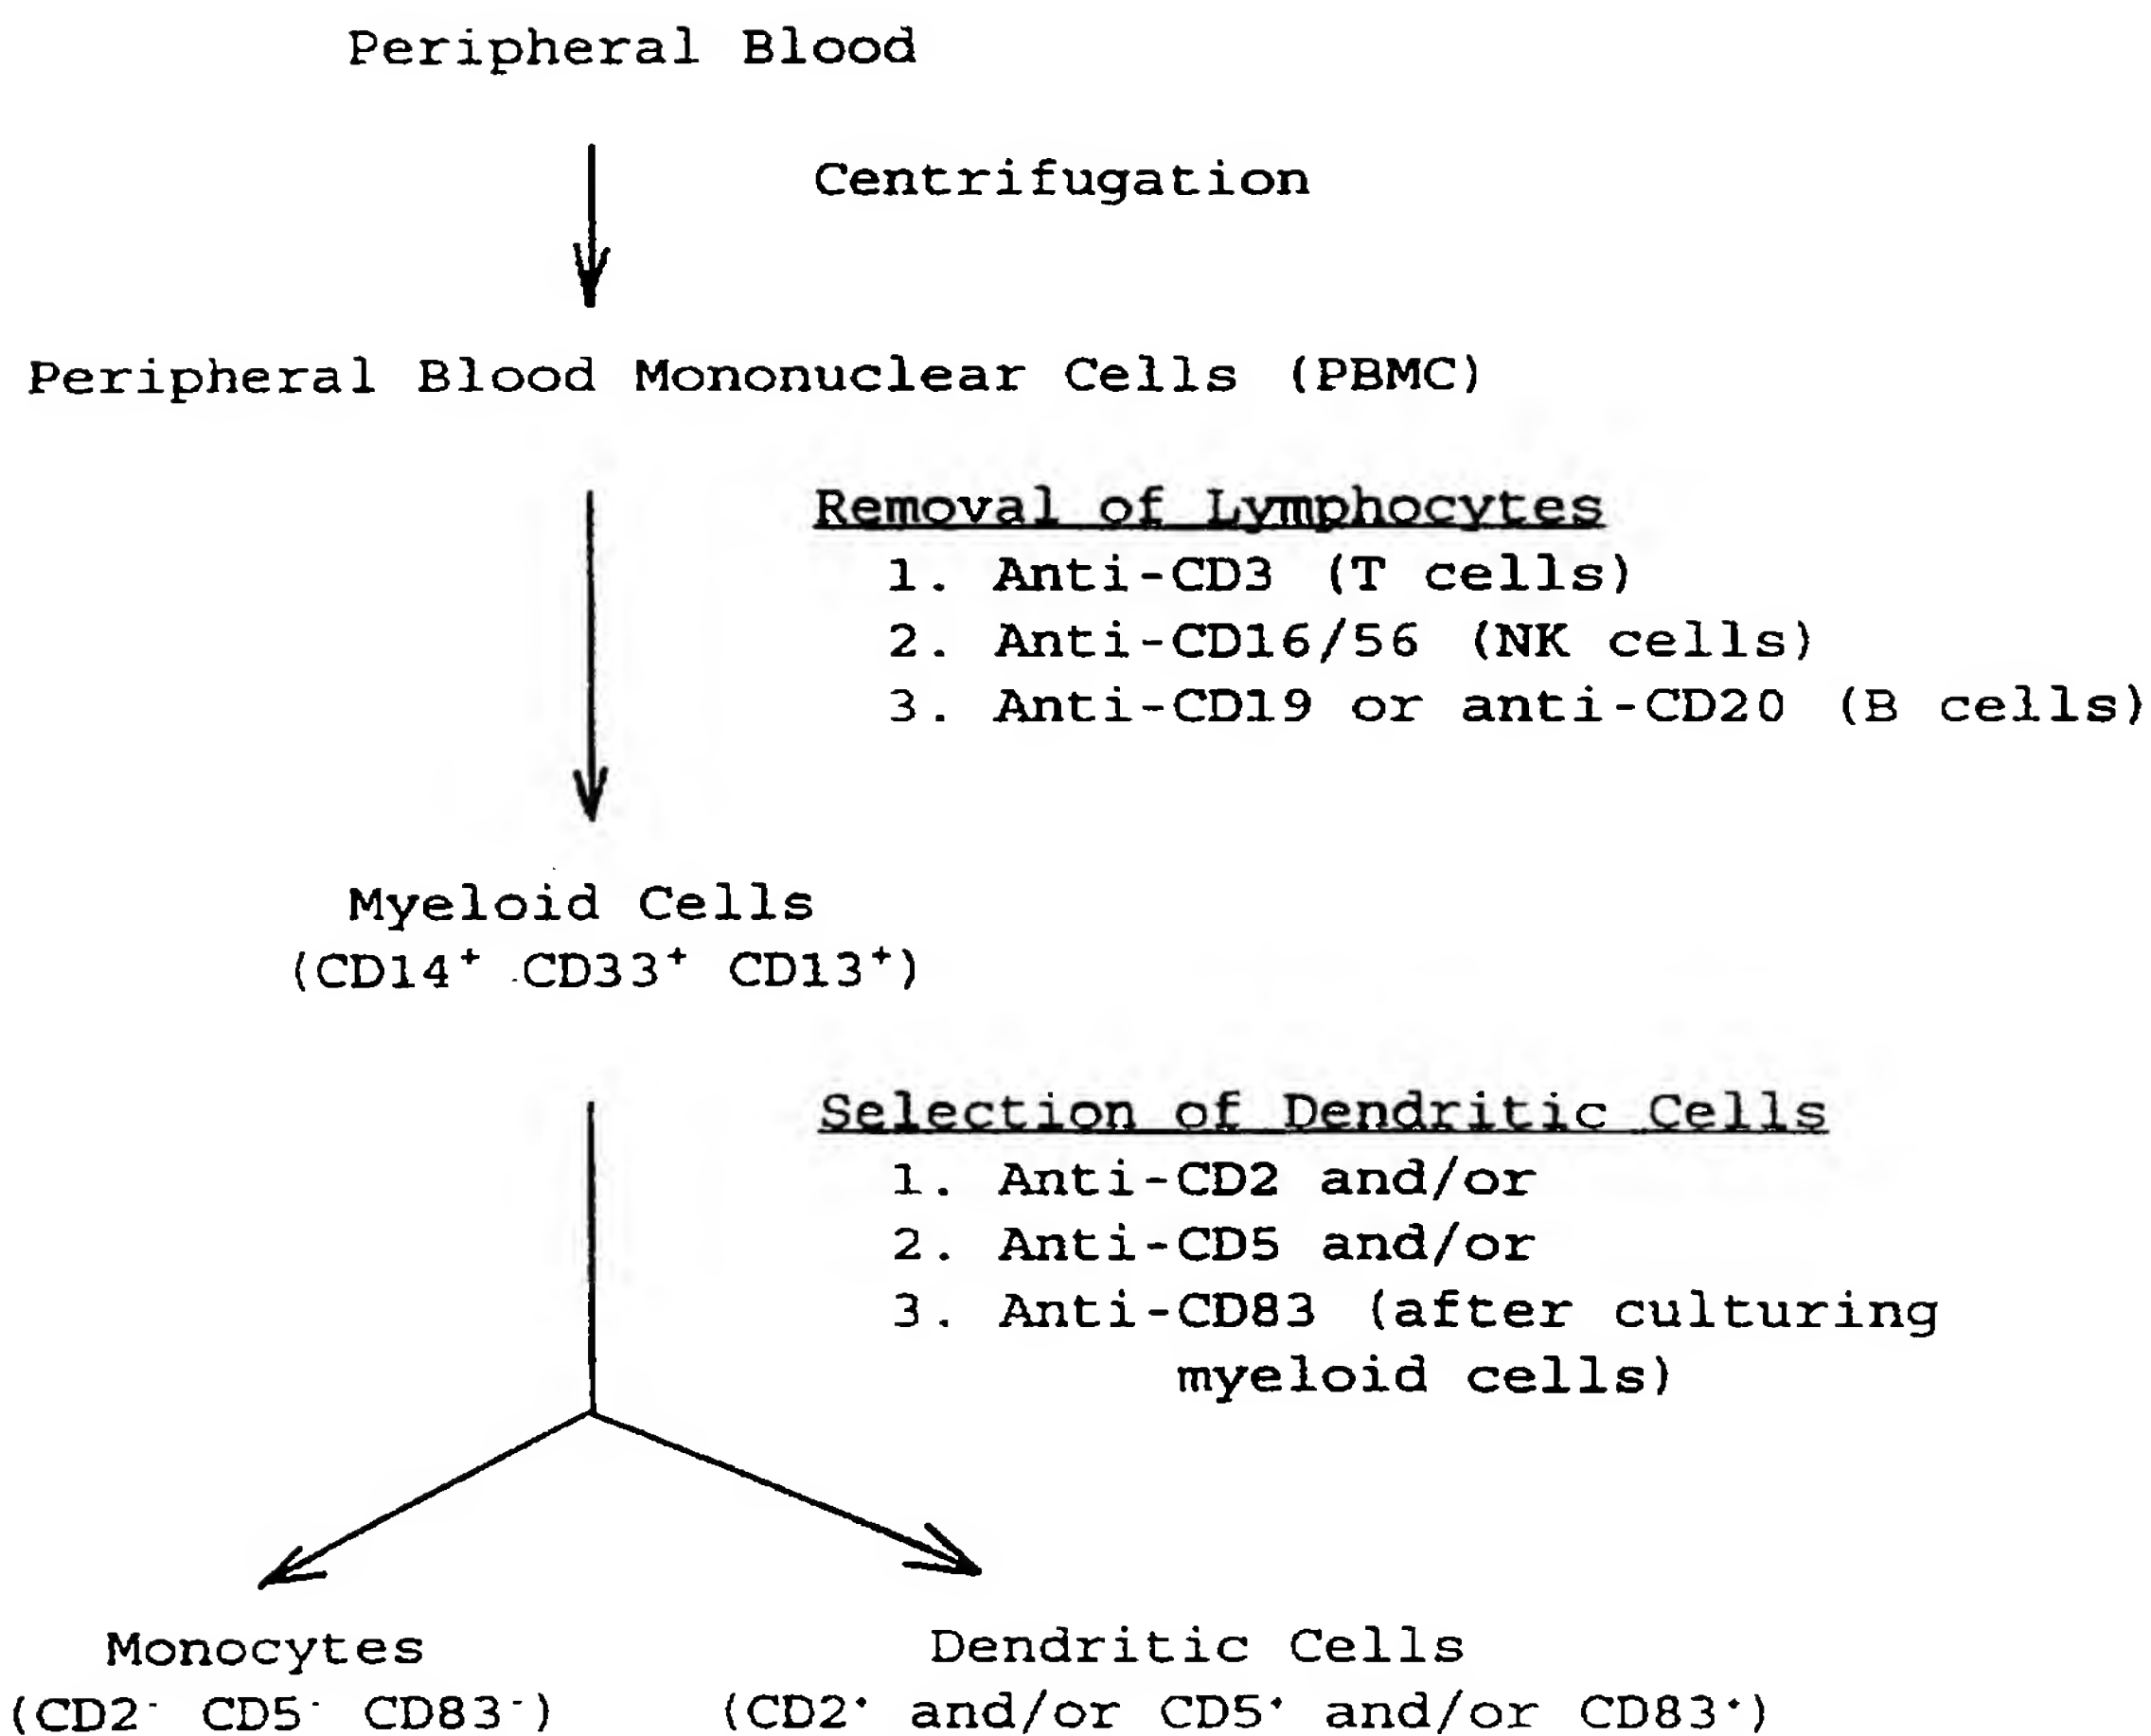 Peripheral Blood
Centrifugation
Peripheral Blood Mononuclear Cells (PBMC)
Removal of Lymphocytes
1. Anti-CD3 (T cells)
2. Anti-CD16/56 (NK cells)
3. Anti-CD19 or anti-CD20 (B cells)
Myeloid Cells
(CD14⁺ CD33⁺ CD13⁺)
Selection of Dendritic Cells
1. Anti-CD2 and/or
2. Anti-CD5 and/or
3. Anti-CD83 (after culturing
myeloid cells)
Monocytes
(CD2⁻ CD5⁻ CD83⁻)
Dendritic Cells
(CD2⁺ and/or CD5⁺ and/or CD83⁺)